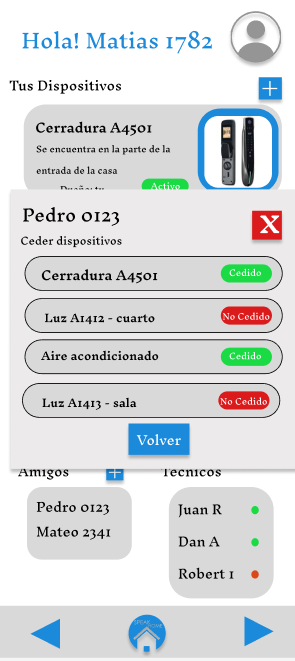 Hola! Matias 1782
Tus Dispositivos
Cerradura A4501
Se encuentra en la parte de la
entrada de la casa
Dueño: tu
Activo
Pedro 0123
X
Ceder dispositivos
Cerradura A4501
Cedido
Luz A1412 - cuarto
No Cedido
Aire acondicionado
Cedido
Luz A1413 - sala
No Cedido
Volver
Amigos
Tecnicos
Pedro 0123
Mateo 2341
Juan R
Dan A
Robert 1